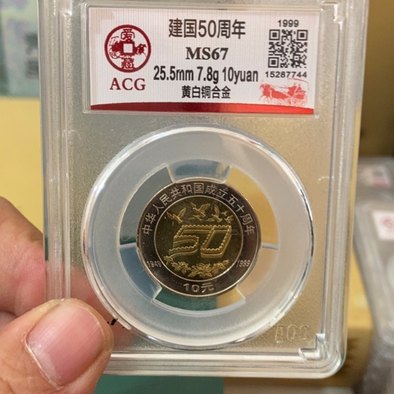 建国50周年
1999
MS67
25.5mm 7.8g 10yuan
15287744
黄白铜合金
ACG
中华人民共和国成立五十周年
50
1949
1999
10元
ACG